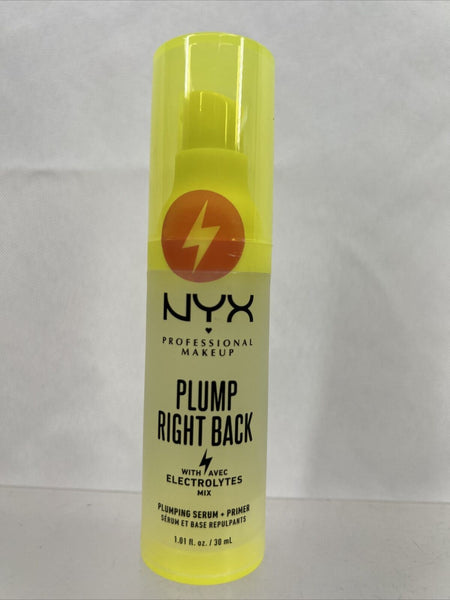 NYX
PROFESSIONAL
MAKEUP
PLUMP
RIGHT BACK
WITH AVEC
ELECTROLYTES
MIX
PLUMPING SERUM + PRIMER
SÉRUM ET BASE REPULPANTS
1.01 fl. oz. / 30 mL